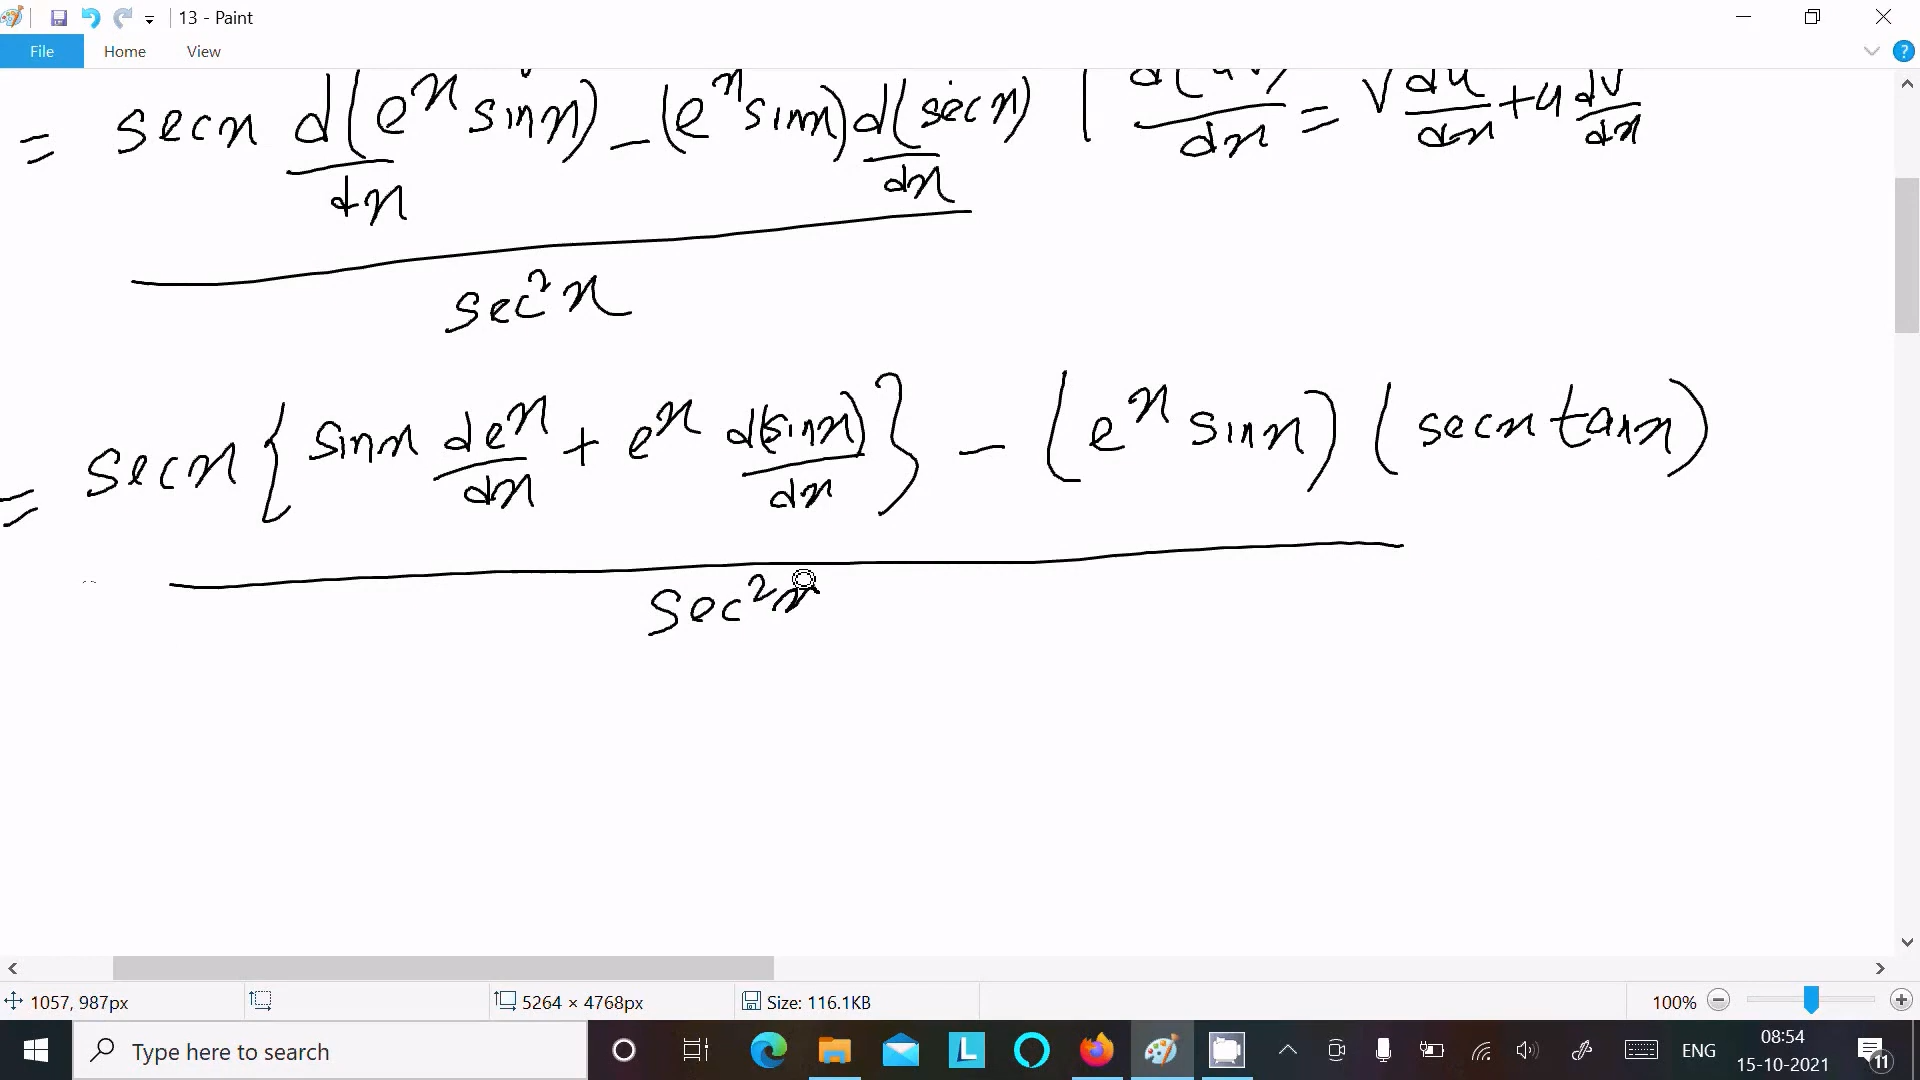 13 - Paint
File Home View
= secx d(e^x sinx)/dx - (e^x sinx) d(secx)/dx | d(uv)/dx = v du/dx + u dv/dx
sec²x
= secx {sinx de^x/dx + e^x d(sinx)/dx} - (e^x sinx) (secx tanx)
sec²x
1057, 987px 5264 × 4768px Size: 116.1KB 100%
Type here to search L ENG 08:54
15-10-2021 11